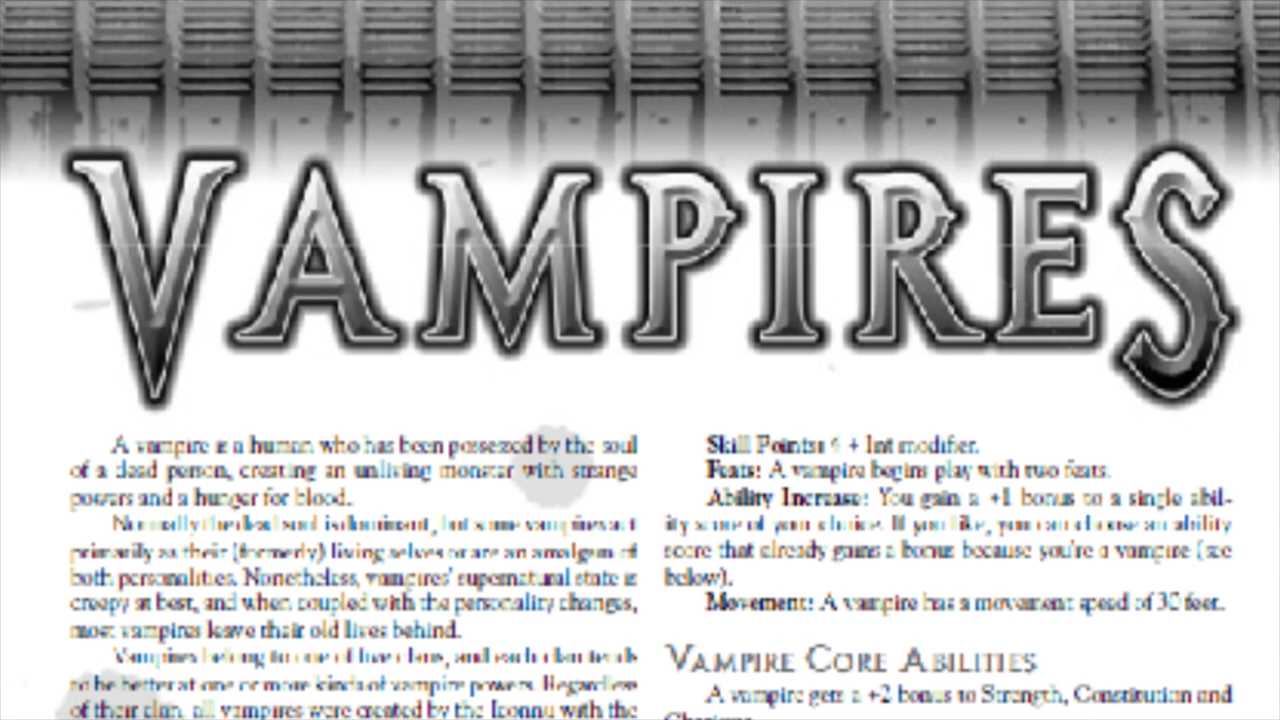 VAMPIRES
A vampire is a human who has been possessed by the soul
of a dead person, creating an unliving monster with strange
powers and a hunger for blood.
Normally the dead soul is dominant, but some vampires act
primarily as their (formerly) living selves or are an amalgam of
both personalities. Nonetheless, vampires' supernatural state is
creepy at best, and when coupled with the personality changes,
most vampires leave their old lives behind.
Vampires belong to one of five clans, and each clan tends
to be better at one or more kinds of vampire powers. Regardless
of their clan, all vampires were created by the Iconnu with the
Skill Points: 4 + Int modifier.
Feats: A vampire begins play with two feats.
Ability Increase: You gain a +1 bonus to a single abil-
ity score of your choice. If you like, you can choose an ability
score that already gains a bonus because you're a vampire (see
below).
Movement: A vampire has a movement speed of 30 feet.
VAMPIRE CORE ABILITIES
A vampire gets a +2 bonus to Strength, Constitution and